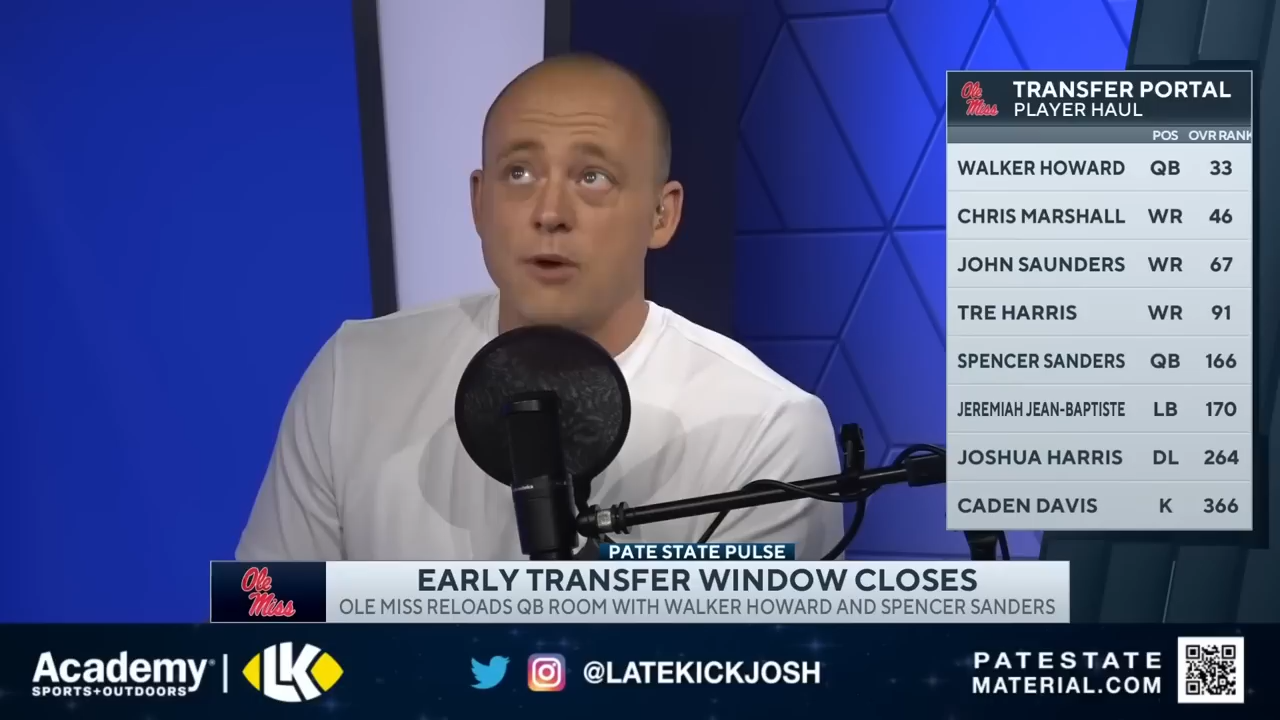 Ole Miss
TRANSFER PORTAL
PLAYER HAUL
POS OVR RANK
WALKER HOWARD QB 33
CHRIS MARSHALL WR 46
JOHN SAUNDERS WR 67
TRE HARRIS WR 91
SPENCER SANDERS QB 166
JEREMIAH JEAN-BAPTISTE LB 170
JOSHUA HARRIS DL 264
CADEN DAVIS K 366
PATE STATE PULSE
Ole Miss
EARLY TRANSFER WINDOW CLOSES
OLE MISS RELOADS QB ROOM WITH WALKER HOWARD AND SPENCER SANDERS
Academy
SPORTS+OUTDOORS
LK
@LATEKICKJOSH
PATESTATE
MATERIAL.COM